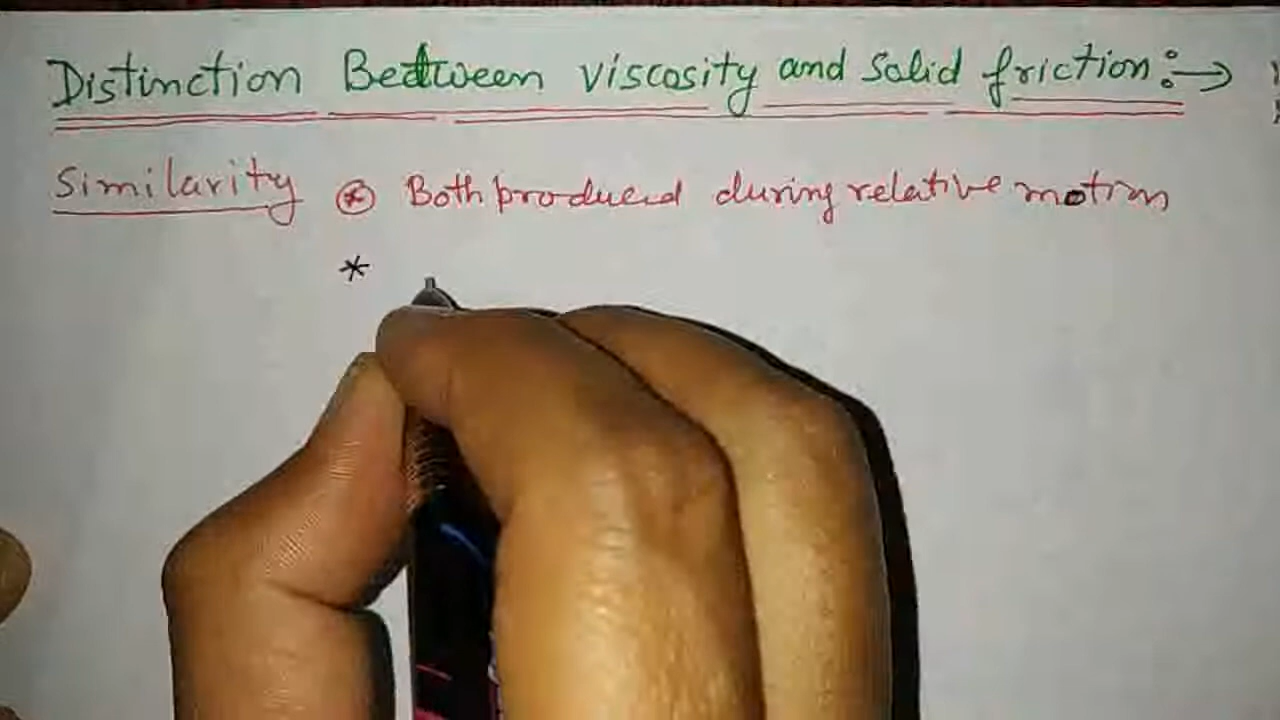 Distinction Between viscosity and Solid friction:→
Similarity ⊛ Both produced during relative motion
*